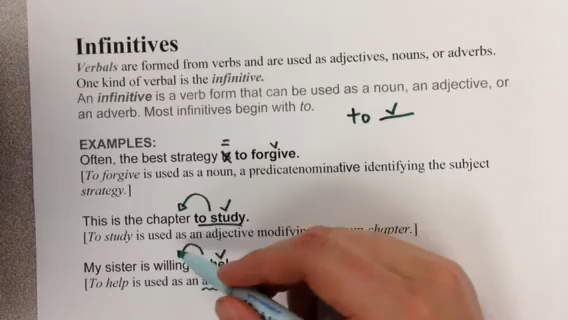 Infinitives
Verbals are formed from verbs and are used as adjectives, nouns, or adverbs.
One kind of verbal is the infinitive.
An infinitive is a verb form that can be used as a noun, an adjective, or
an adverb. Most infinitives begin with to.
to v
EXAMPLES:
= v
Often, the best strategy is to forgive.
[To forgive is used as a noun, a predicatenominative identifying the subject
strategy.]
This is the chapter to study.
[To study is used as an adjective modifyin chapter.]
My sister is willing
[To help is used as an